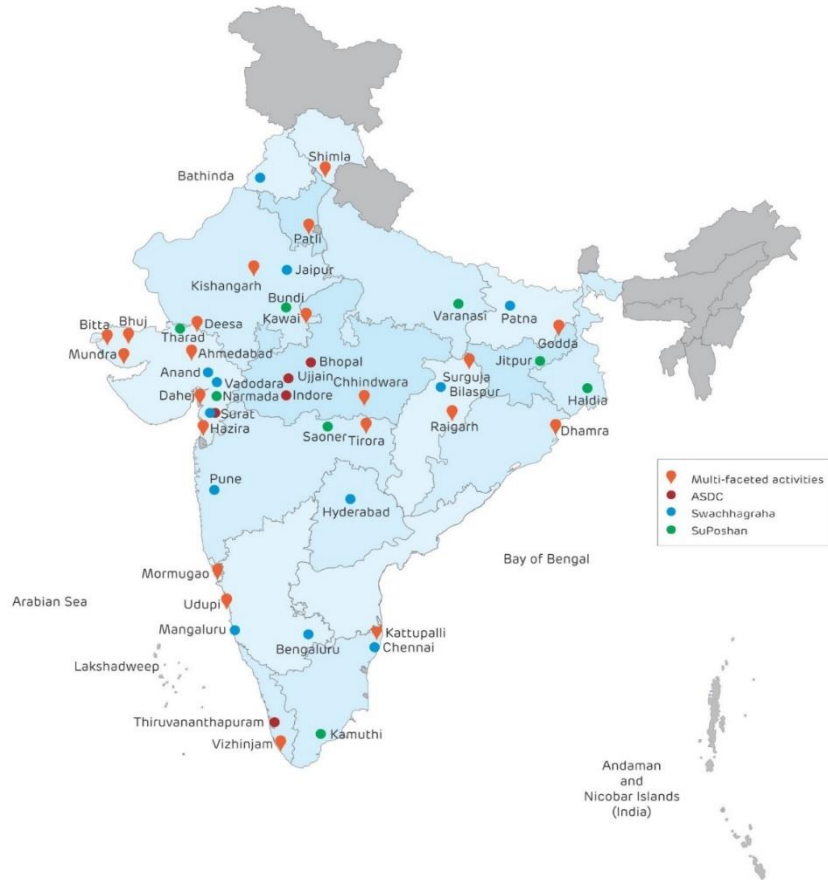 Shimla
Bathinda
Patli
Kishangarh
Jaipur
Bundi
Kawai
Varanasi
Patna
Bitta
Bhuj
Deesa
Tharad
Godda
Mundra
Ahmedabad
Bhopal
Jitpur
Anand
Ujjain
Surguja
Vadodara
Chhindwara
Bilaspur
Dahej
Narmada
Indore
Haldia
Surat
Hazira
Saoner
Tirora
Raigarh
Dhamra
Multi-faceted activities
ASDC
Swachhagraha
SuPoshan
Pune
Hyderabad
Bay of Bengal
Mormugao
Arabian Sea
Udupi
Mangaluru
Bengaluru
Kattupalli
Chennai
Lakshadweep
Thiruvananthapuram
Vizhinjam
Kamuthi
Andaman
and
Nicobar Islands
(India)